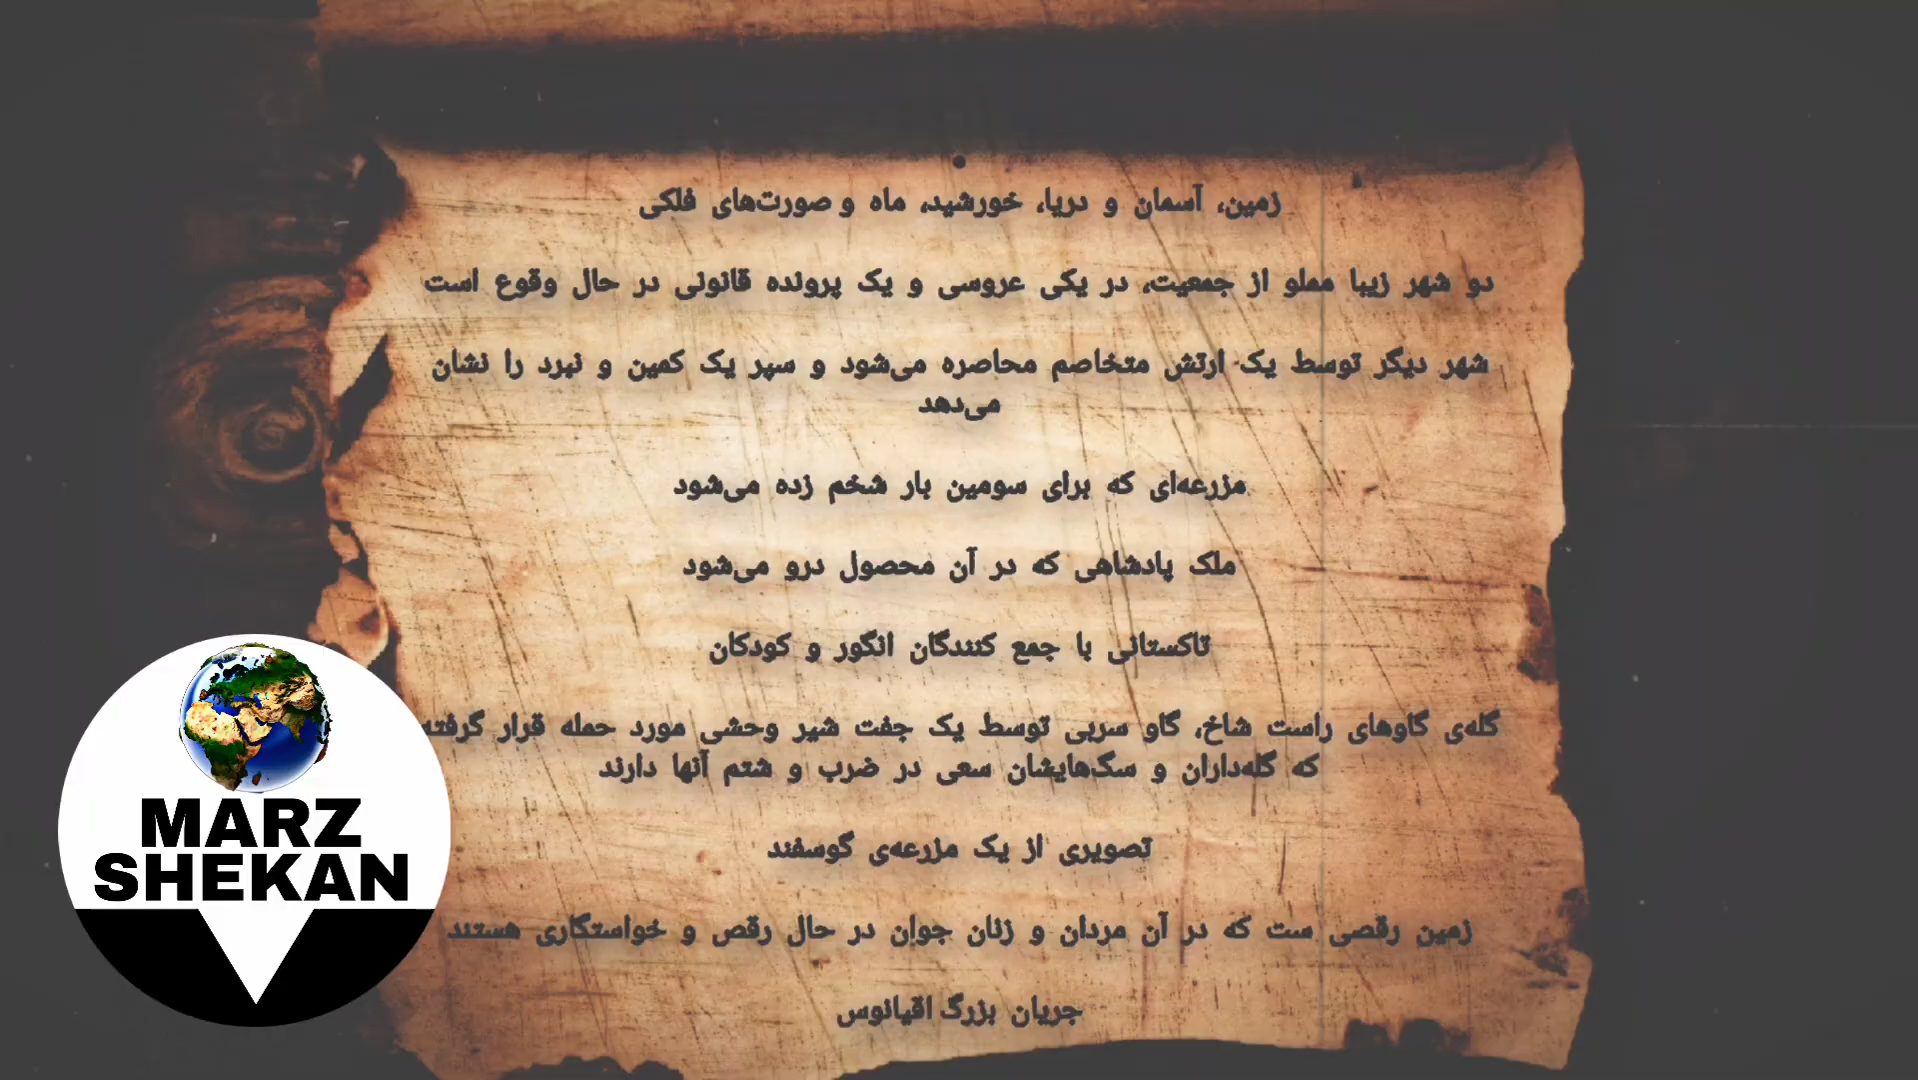 زمین، آسمان و دریا، خورشید، ماه و صورت‌های فلکی
دو شهر زیبا مملو از جمعیت، در یکی عروسی و یک پرونده قانونی در حال وقوع است
شهر دیگر توسط یک ارتش متخاصم محاصره می‌شود و سپر یک کمین و نبرد را نشان
می‌دهد
مزرعه‌ای که برای سومین بار شخم زده می‌شود
ملک پادشاهی که در آن محصول درو می‌شود
تاکستانی با جمع کنندگان انگور و کودکان
گله‌ی گاوهای راست شاخ، گاو سربی توسط یک جفت شیر وحشی مورد حمله قرار گرفته
که گله‌داران و سگ‌هایشان سعی در ضرب و شتم آنها دارند
تصویری از یک مزرعه‌ی گوسفند
زمین رقصی ست که در آن مردان و زنان جوان در حال رقص و خواستگاری هستند
جریان بزرگ اقیانوس
MARZ
SHEKAN